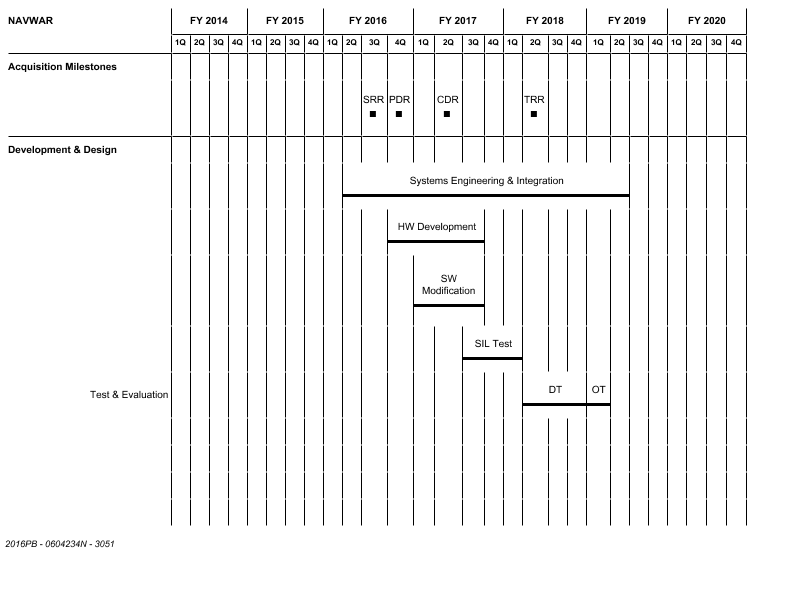 NAVWAR FY 2014 FY 2015 FY 2016 FY 2017 FY 2018 FY 2019 FY 2020
1Q 2Q 3Q 4Q 1Q 2Q 3Q 4Q 1Q 2Q 3Q 4Q 1Q 2Q 3Q 4Q 1Q 2Q 3Q 4Q 1Q 2Q 3Q 4Q 1Q 2Q 3Q 4Q
Acquisition Milestones
SRR PDR CDR TRR
Development & Design
Systems Engineering & Integration
HW Development
SW
Modification
SIL Test
Test & Evaluation DT OT
2016PB - 0604234N - 3051